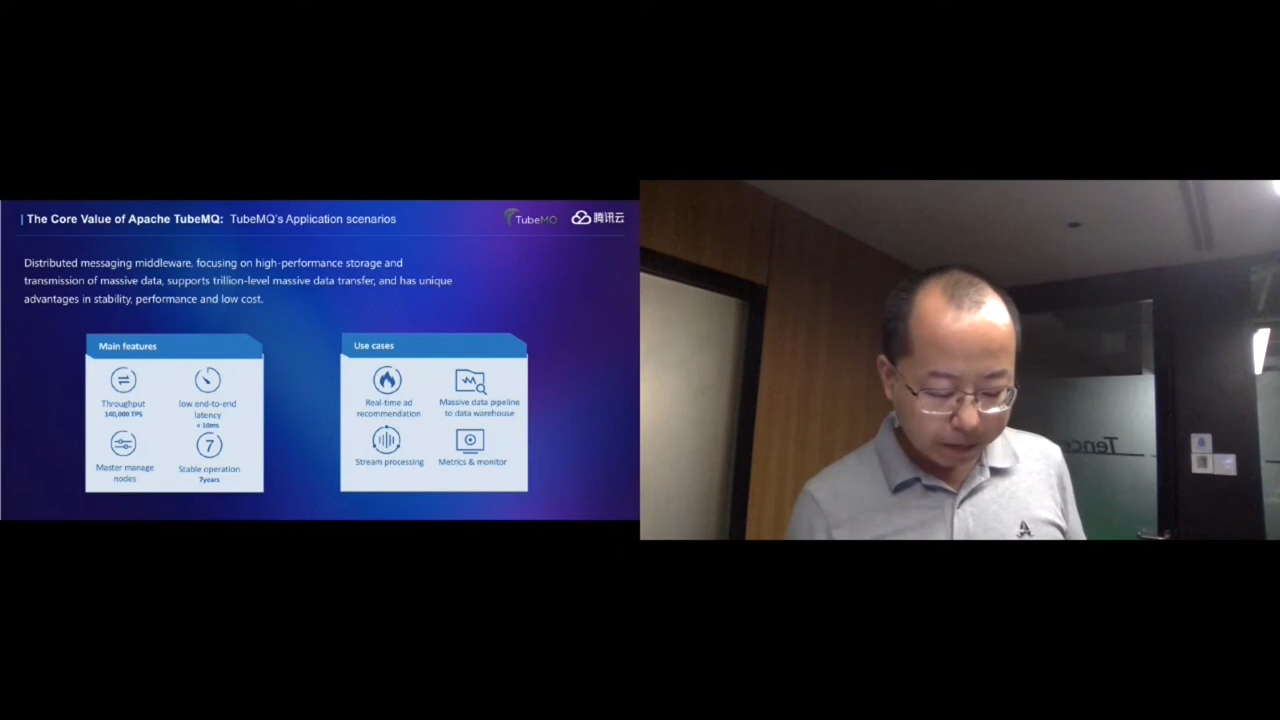 The Core Value of Apache TubeMQ: TubeMQ's Application scenarios
TubeMQ
腾讯云
Distributed messaging middleware, focusing on high-performance storage and
transmission of massive data, supports trillion-level massive data transfer, and has unique
advantages in stability, performance and low cost.
Main features
Throughput
140,000 TPS
low end-to-end
latency
< 10ms
Master manage
nodes
7
Stable operation
7years
Use cases
Real-time ad
recommendation
Massive data pipeline
to data warehouse
Stream processing
Metrics & monitor
Tence